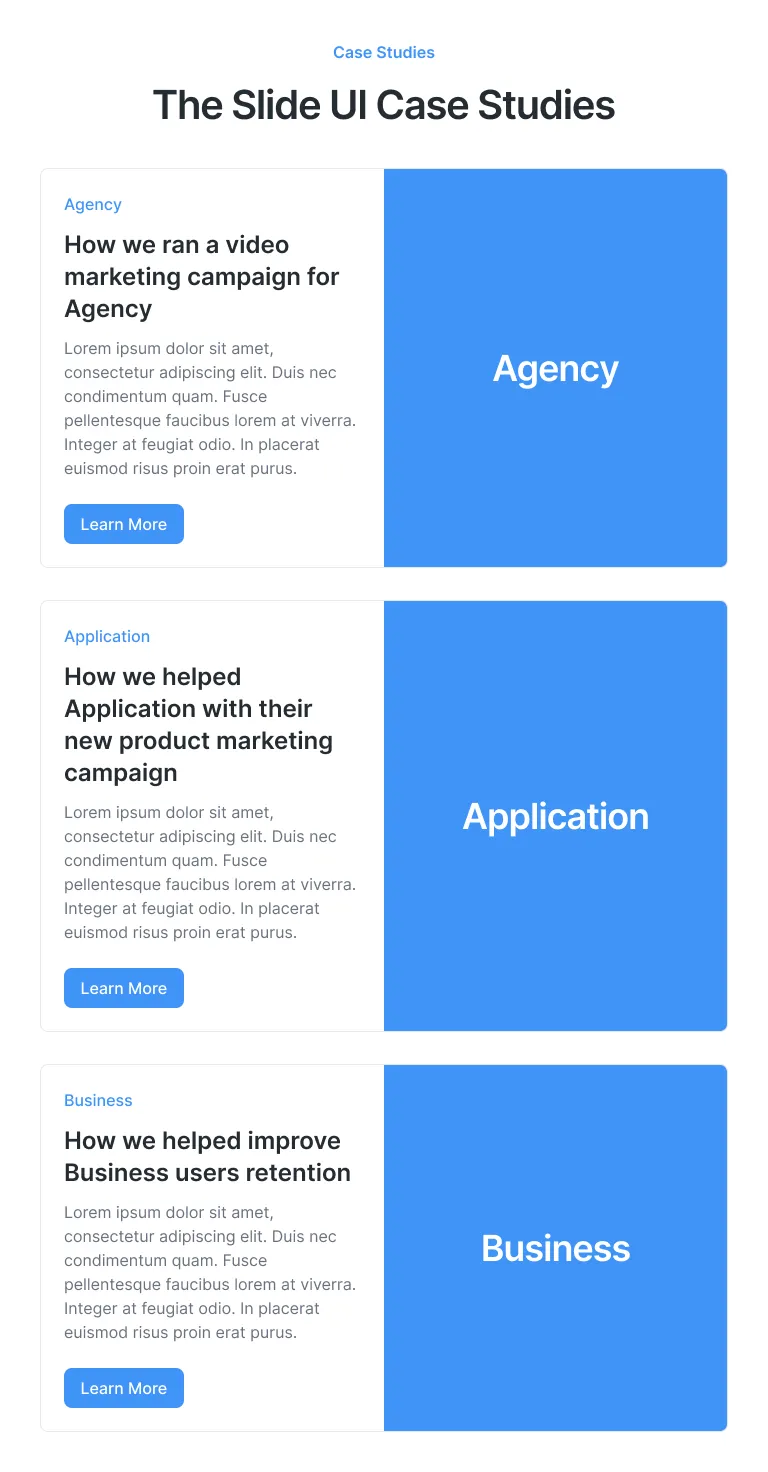 Case Studies
The Slide UI Case Studies
Agency
How we ran a video
marketing campaign for
Agency
Lorem ipsum dolor sit amet,
consectetur adipiscing elit. Duis nec
condimentum quam. Fusce
pellentesque faucibus lorem at viverra.
Integer at feugiat odio. In placerat
euismod risus proin erat purus.
Learn More
Agency
Application
How we helped
Application with their
new product marketing
campaign
Lorem ipsum dolor sit amet,
consectetur adipiscing elit. Duis nec
condimentum quam. Fusce
pellentesque faucibus lorem at viverra.
Integer at feugiat odio. In placerat
euismod risus proin erat purus.
Learn More
Application
Business
How we helped improve
Business users retention
Lorem ipsum dolor sit amet,
consectetur adipiscing elit. Duis nec
condimentum quam. Fusce
pellentesque faucibus lorem at viverra.
Integer at feugiat odio. In placerat
euismod risus proin erat purus.
Learn More
Business